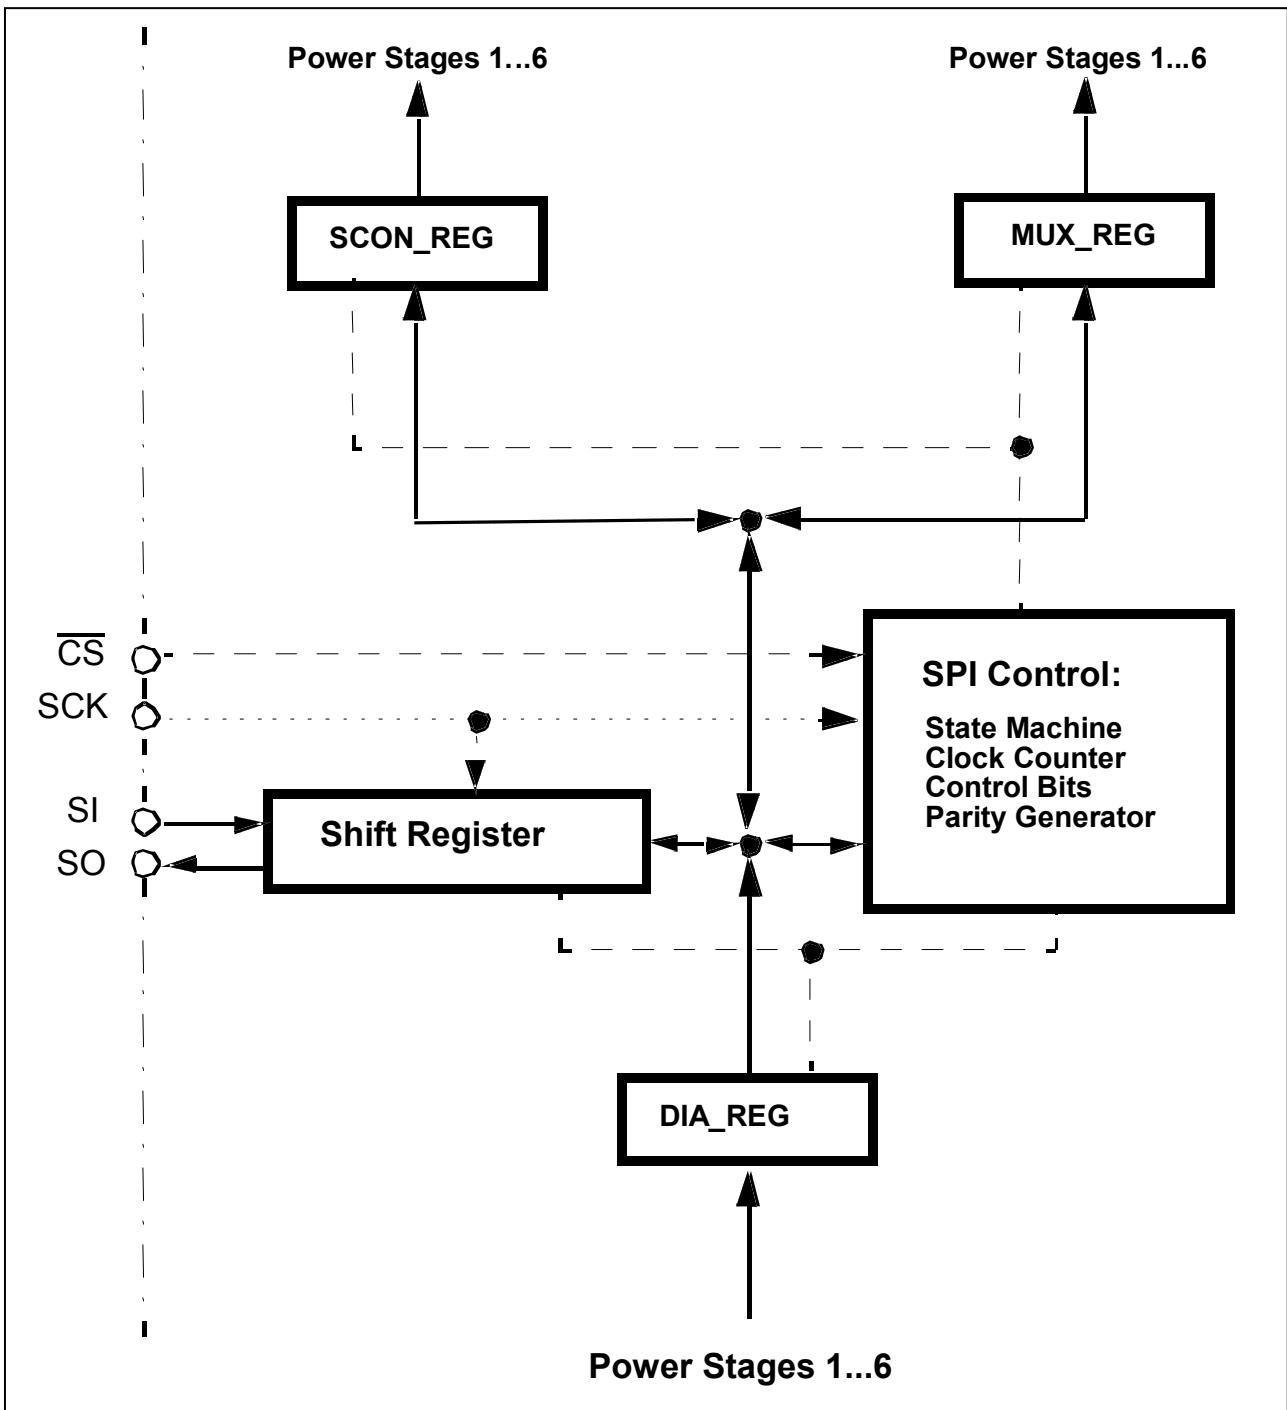 Power Stages 1...6
Power Stages 1...6
SCON_REG
MUX_REG
CS
SCK
SI
SO
SPI Control:
State Machine
Clock Counter
Control Bits
Parity Generator
Shift Register
DIA_REG
Power Stages 1...6